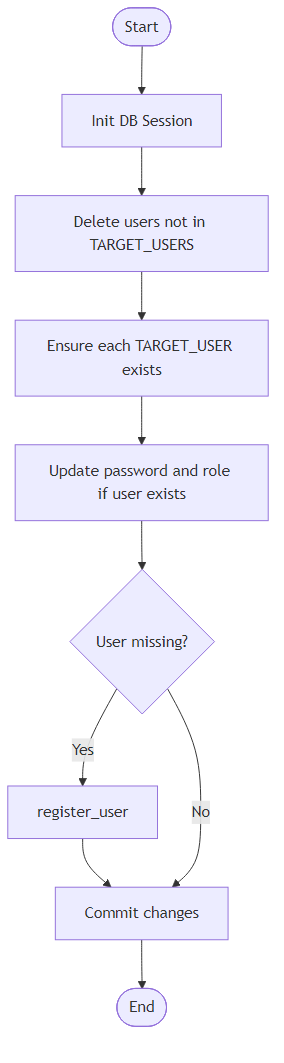 Start
Init DB Session
Delete users not in
TARGET_USERS
Ensure each TARGET_USER
exists
Update password and role
if user exists
User missing?
Yes
register_user
No
Commit changes
End